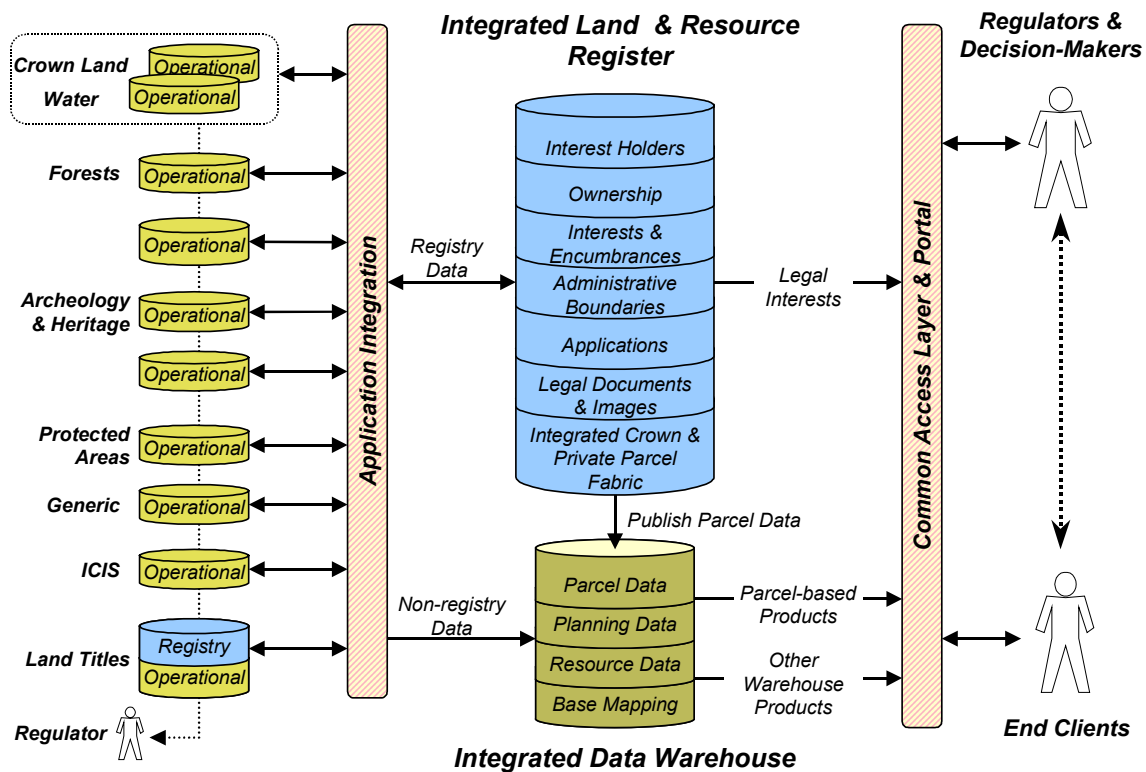 Integrated Land & Resource
Register
Regulators &
Decision-Makers
Crown Land
Operational
Water
Operational
Forests
Operational
Operational
Archeology
& Heritage
Operational
Operational
Protected
Areas
Operational
Generic
Operational
ICIS
Operational
Land Titles
Registry
Operational
Regulator
Application Integration
Registry
Data
Non-registry
Data
Interest Holders
Ownership
Interests &
Encumbrances
Administrative
Boundaries
Applications
Legal Documents
& Images
Integrated Crown &
Private Parcel
Fabric
Publish Parcel Data
Parcel Data
Planning Data
Resource Data
Base Mapping
Integrated Data Warehouse
Legal
Interests
Parcel-based
Products
Other
Warehouse
Products
Common Access Layer & Portal
End Clients